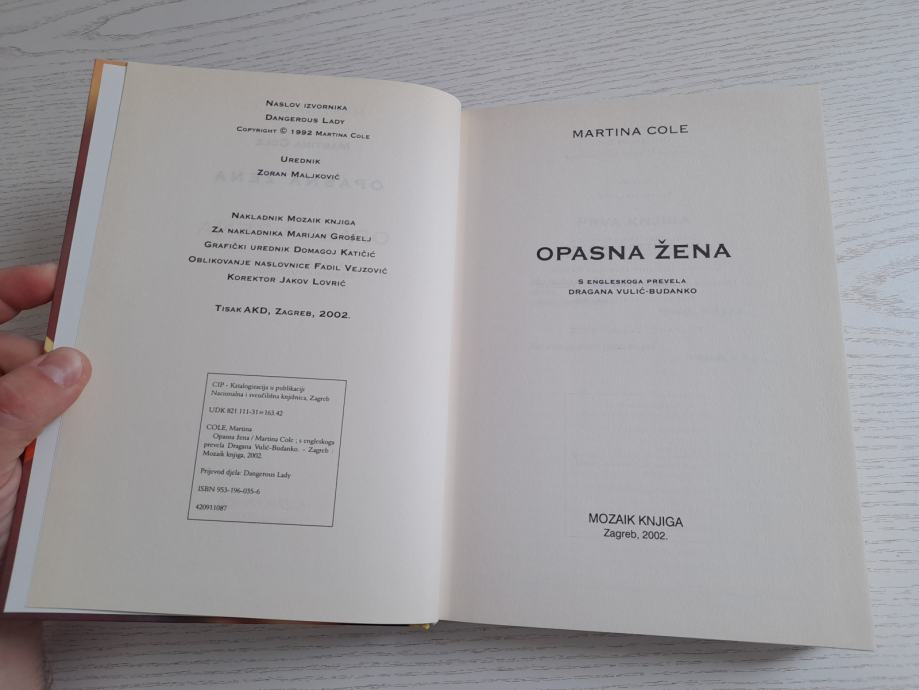 NASLOV IZVORNIKA
DANGEROUS LADY
COPYRIGHT © 1992 MARTINA COLE
UREDNIK
ZORAN MALJKOVIĆ
NAKLADNIK MOZAIK KNJIGA
ZA NAKLADNIKA MARIJAN GROŠELJ
GRAFIČKI UREDNIK DOMAGOJ KATIČIĆ
OBLIKOVANJE NASLOVNICE FADIL VEJZOVIĆ
KOREKTOR JAKOV LOVRIĆ
TISAK AKD, ZAGREB, 2002.
CIP - Katalogizacija u publikaciji
Nacionalna i sveučilišna knjižnica, Zagreb
UDK 821 111-31=163.42
COLE, Martina
Opasna žena / Martina Cole ; s engleskoga
prevela Dragana Vulić-Budanko. - Zagreb :
Mozaik knjiga, 2002.
Prijevod djela: Dangerous Lady
ISBN 953-196-035-6
420911087
MARTINA COLE
OPASNA ŽENA
S ENGLESKOGA PREVELA
DRAGANA VULIĆ-BUDANKO
MOZAIK KNJIGA
Zagreb, 2002.